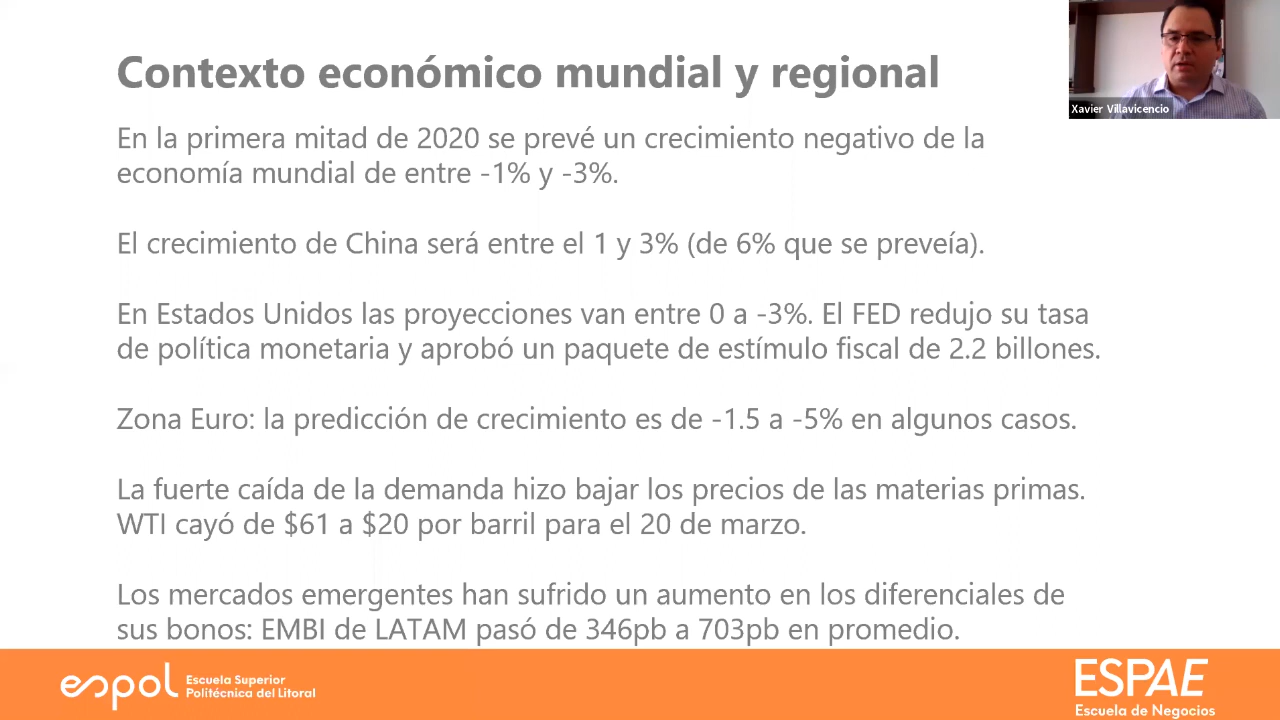 Contexto económico mundial y regional
Xavier Villavicencio
En la primera mitad de 2020 se prevé un crecimiento negativo de la
economía mundial de entre -1% y -3%.
El crecimiento de China será entre el 1 y 3% (de 6% que se preveía).
En Estados Unidos las proyecciones van entre 0 a -3%. El FED redujo su tasa
de política monetaria y aprobó un paquete de estímulo fiscal de 2.2 billones.
Zona Euro: la predicción de crecimiento es de -1.5 a -5% en algunos casos.
La fuerte caída de la demanda hizo bajar los precios de las materias primas.
WTI cayó de $61 a $20 por barril para el 20 de marzo.
Los mercados emergentes han sufrido un aumento en los diferenciales de
sus bonos: EMBI de LATAM pasó de 346pb a 703pb en promedio.
espol
Escuela Superior
Politécnica del Litoral
ESPAE
Escuela de Negocios